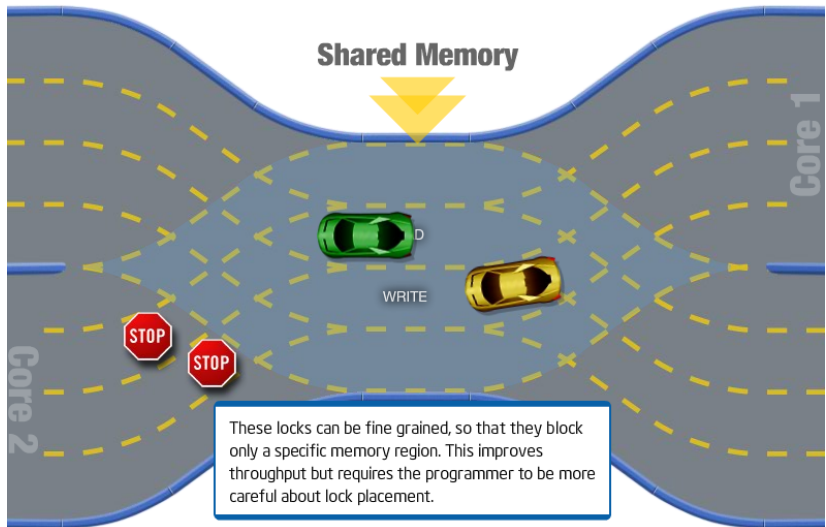 Shared Memory
Core 1
D
WRITE
STOP
STOP
Core 2
These locks can be fine grained, so that they block
only a specific memory region. This improves
throughput but requires the programmer to be more
careful about lock placement.